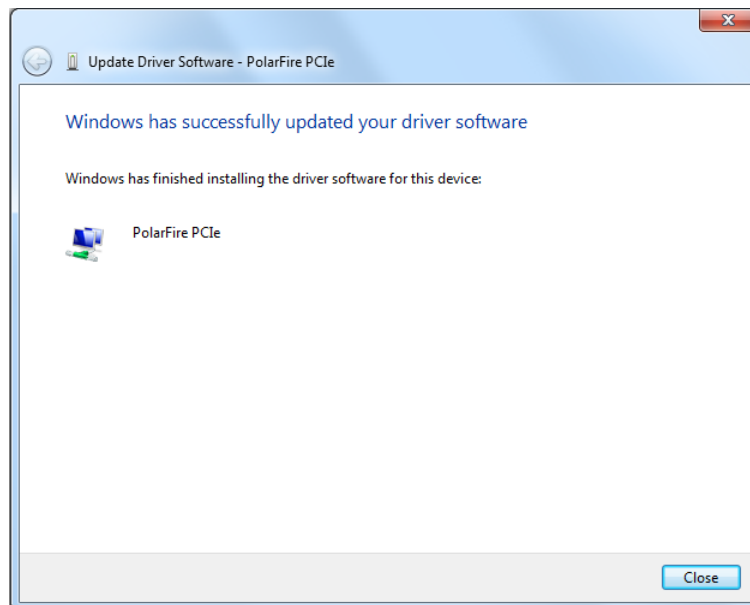 Update Driver Software - PolarFire PCIe
Windows has successfully updated your driver software
Windows has finished installing the driver software for this device:
PolarFire PCIe
Close